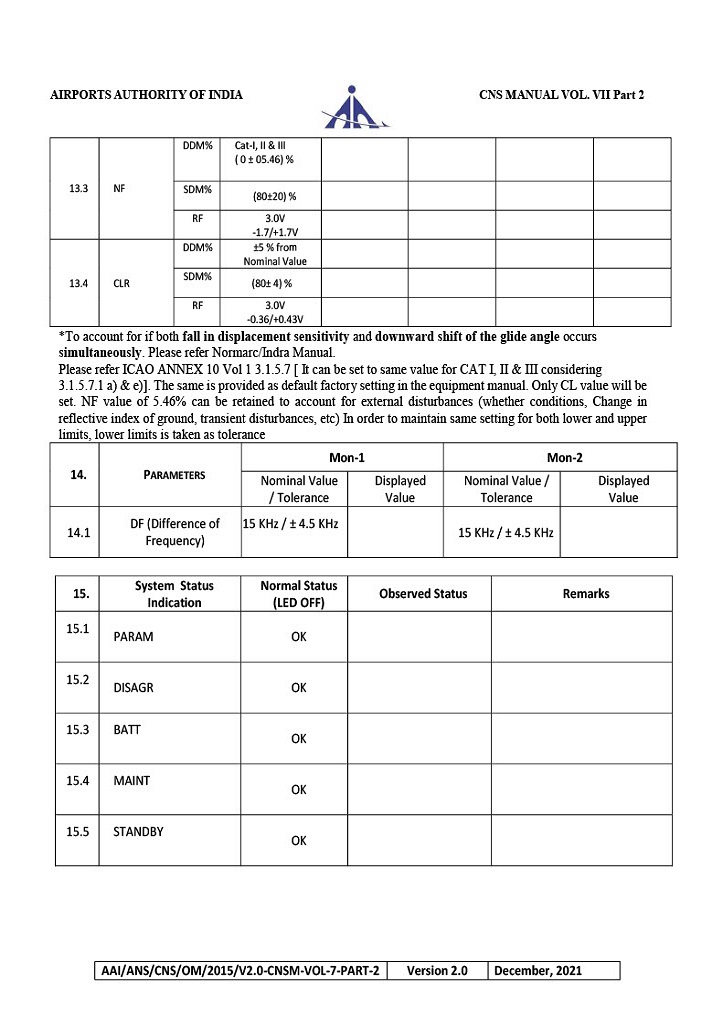 AIRPORTS AUTHORITY OF INDIA
CNS MANUAL VOL. VII Part 2
13.3 NF DDM% Cat-I, II & III
( 0 ± 05.46) %
SDM% (80±20) %
RF 3.0V
-1.7/+1.7V
13.4 CLR DDM% ±5 % from
Nominal Value
SDM% (80± 4) %
RF 3.0V
-0.36/+0.43V
*To account for if both fall in displacement sensitivity and downward shift of the glide angle occurs
simultaneously. Please refer Normarc/Indra Manual.
Please refer ICAO ANNEX 10 Vol 1 3.1.5.7 [ It can be set to same value for CAT I, II & III considering
3.1.5.7.1 a) & e)]. The same is provided as default factory setting in the equipment manual. Only CL value will be
set. NF value of 5.46% can be retained to account for external disturbances (whether conditions, Change in
reflective index of ground, transient disturbances, etc) In order to maintain same setting for both lower and upper
limits, lower limits is taken as tolerance
14. PARAMETERS Mon-1 Mon-2
Nominal Value Displayed Nominal Value / Displayed
/ Tolerance Value Tolerance Value
14.1 DF (Difference of 15 KHz / ± 4.5 KHz 15 KHz / ± 4.5 KHz
Frequency)
15. System Status Normal Status Observed Status Remarks
Indication (LED OFF)
15.1 PARAM OK
15.2 DISAGR OK
15.3 BATT OK
15.4 MAINT OK
15.5 STANDBY OK
AAI/ANS/CNS/OM/2015/V2.0-CNSM-VOL-7-PART-2 Version 2.0 December, 2021